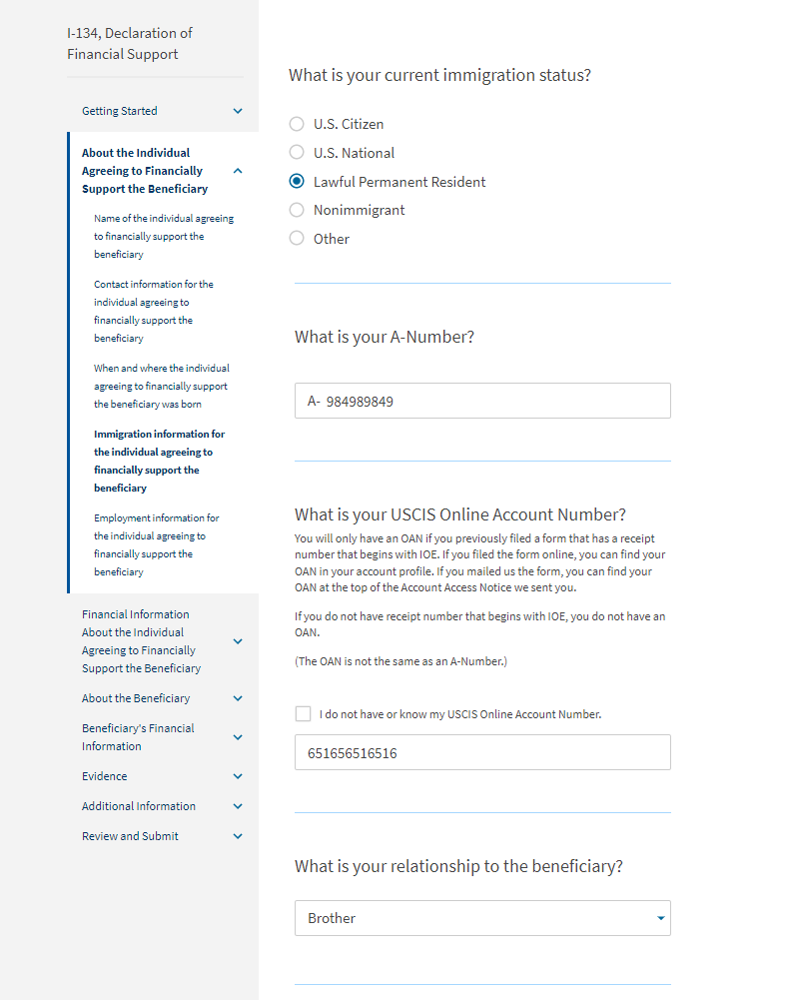 I-134, Declaration of
Financial Support
Getting Started
About the Individual
Agreeing to Financially
Support the Beneficiary
Name of the individual agreeing
to financially support the
beneficiary
Contact information for the
individual agreeing to
financially support the
beneficiary
When and where the individual
agreeing to financially support
the beneficiary was born
Immigration information for
the individual agreeing to
financially support the
beneficiary
Employment information for
the individual agreeing to
financially support the
beneficiary
Financial Information
About the Individual
Agreeing to Financially
Support the Beneficiary
About the Beneficiary
Beneficiary's Financial
Information
Evidence
Additional Information
Review and Submit
What is your current immigration status?
U.S. Citizen
U.S. National
Lawful Permanent Resident
Nonimmigrant
Other
What is your A-Number?
A- 984989849
What is your USCIS Online Account Number?
You will only have an OAN if you previously filed a form that has a receipt
number that begins with IOE. If you filed the form online, you can find your
OAN in your account profile. If you mailed us the form, you can find your
OAN at the top of the Account Access Notice we sent you.
If you do not have receipt number that begins with IOE, you do not have an
OAN.
(The OAN is not the same as an A-Number.)
I do not have or know my USCIS Online Account Number.
651656516516
What is your relationship to the beneficiary?
Brother